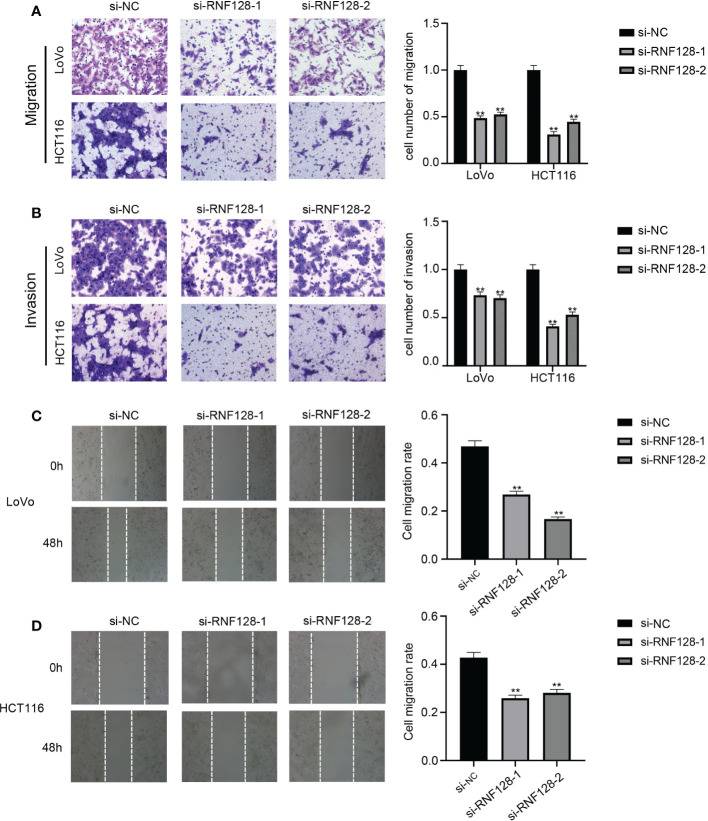 A
si-NC si-RNF128-1 si-RNF128-2
Migration
LoVo
HCT116
cell number of migration
1.5
1.0
0.5
0.0
** **
** **
LoVo HCT116
si-NC
si-RNF128-1
si-RNF128-2
B
si-NC si-RNF128-1 si-RNF128-2
Invasion
LoVo
HCT116
cell number of invasion
1.5
1.0
0.5
0.0
** **
** **
LoVo HCT116
si-NC
si-RNF128-1
si-RNF128-2
C
si-NC si-RNF128-1 si-RNF128-2
LoVo
0h
48h
Cell migration rate
0.6
0.4
0.2
0.0
**
**
si-NC si-RNF128-1 si-RNF128-2
si-NC
si-RNF128-1
si-RNF128-2
D
si-NC si-RNF128-1 si-RNF128-2
HCT116
0h
48h
Cell migration rate
0.6
0.4
0.2
0.0
** **
si-NC si-RNF128-1 si-RNF128-2
si-NC
si-RNF128-1
si-RNF128-2